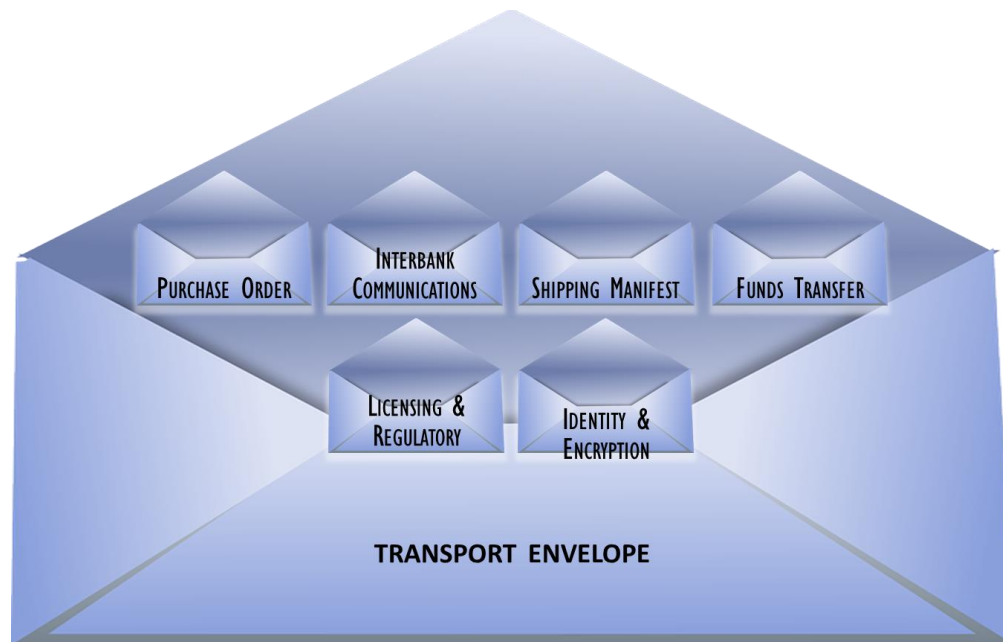 Purchase Order
Interbank
Communications
Shipping Manifest
Funds Transfer
Licensing &
Regulatory
Identity &
Encryption
TRANSPORT ENVELOPE